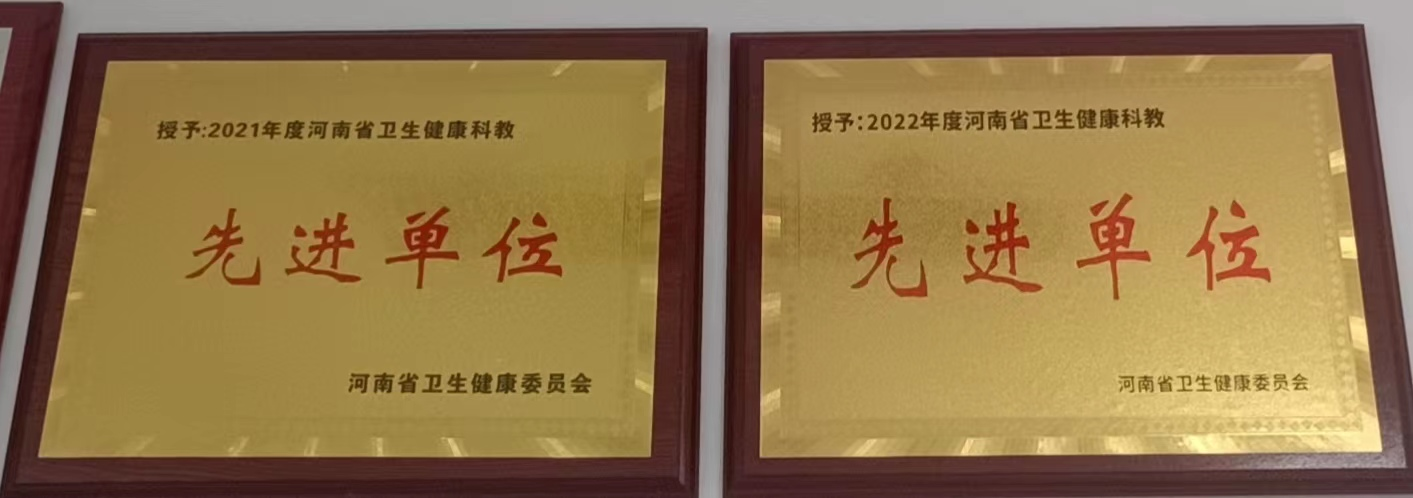 授予:2021年度河南省卫生健康科教
先进单位
河南省卫生健康委员会
授予:2022年度河南省卫生健康科教
先进单位
河南省卫生健康委员会